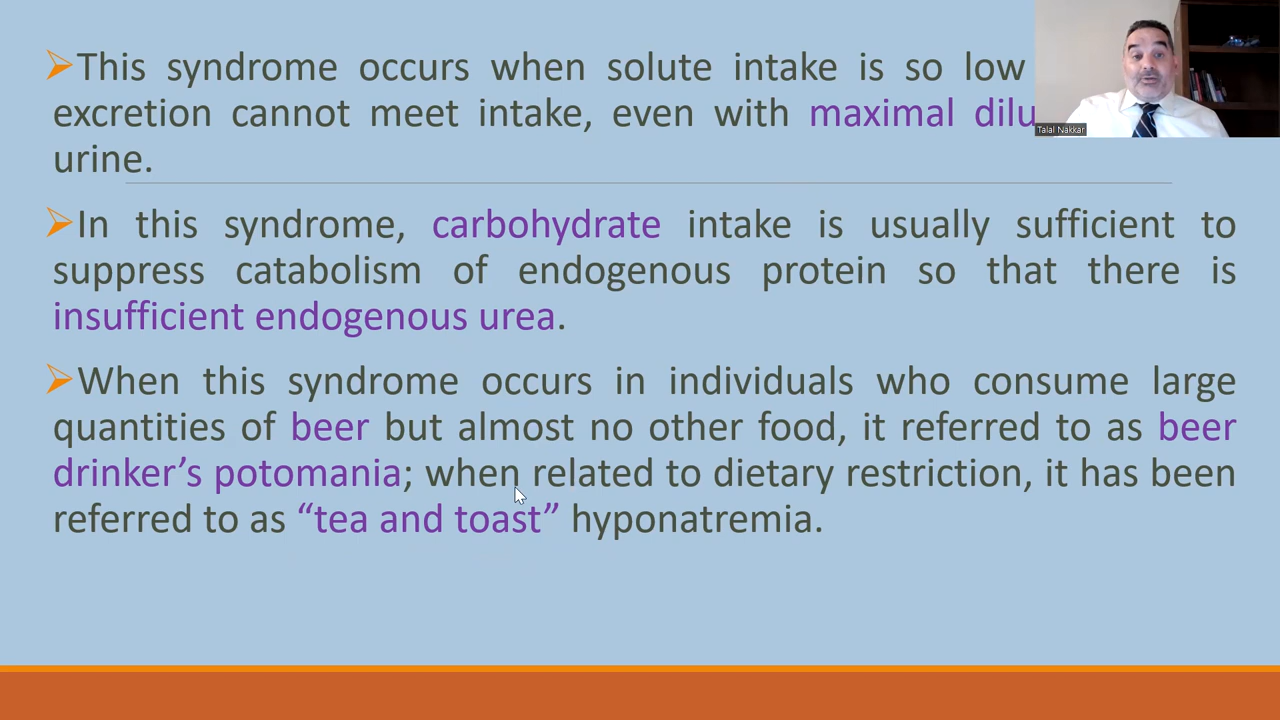 ➢This syndrome occurs when solute intake is so low
excretion cannot meet intake, even with maximal dilu
urine.
➢In this syndrome, carbohydrate intake is usually sufficient to
suppress catabolism of endogenous protein so that there is
insufficient endogenous urea.
➢When this syndrome occurs in individuals who consume large
quantities of beer but almost no other food, it referred to as beer
drinker’s potomania; when related to dietary restriction, it has been
referred to as “tea and toast” hyponatremia.
Talal Nakkar